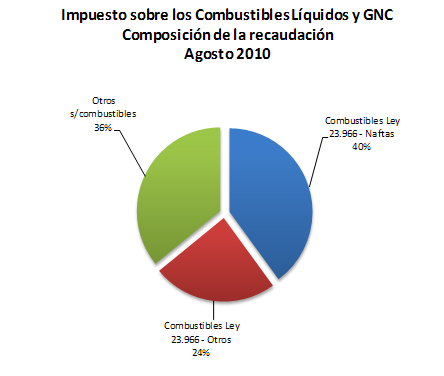 Impuesto sobre los Combustibles Líquidos y GNC
Composición de la recaudación
Agosto 2010
Otros
s/combustibles
36%
Combustibles Ley
23.966 - Naftas
40%
Combustibles Ley
23.966 - Otros
24%